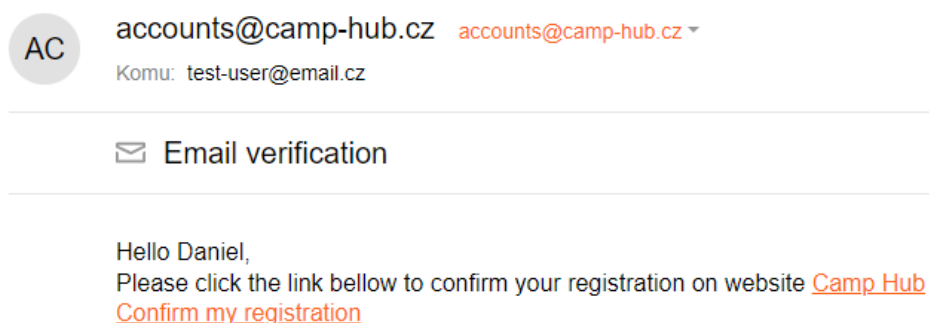 AC
accounts@camp-hub.cz accounts@camp-hub.cz
Komu: test-user@email.cz
Email verification
Hello Daniel,
Please click the link bellow to confirm your registration on website Camp Hub
Confirm my registration